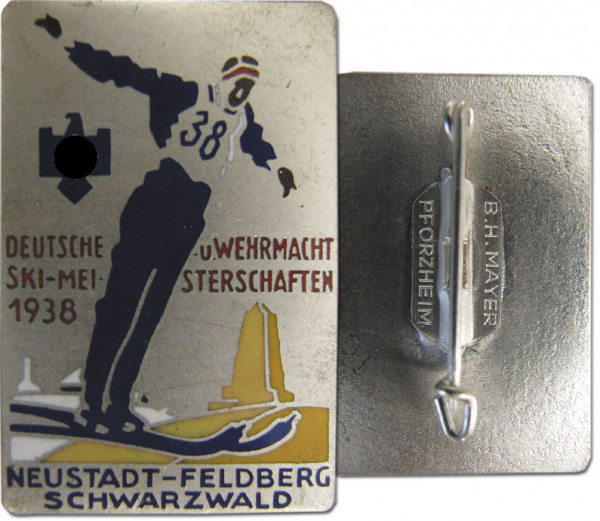 38
DEUTSCHE -U. WEHRMACHT
SKI-MEI- STERSCHAFTEN
1938
NEUSTADT-FELDBERG
SCHWARZWALD
B.H. MAYER
PFORZHEIM